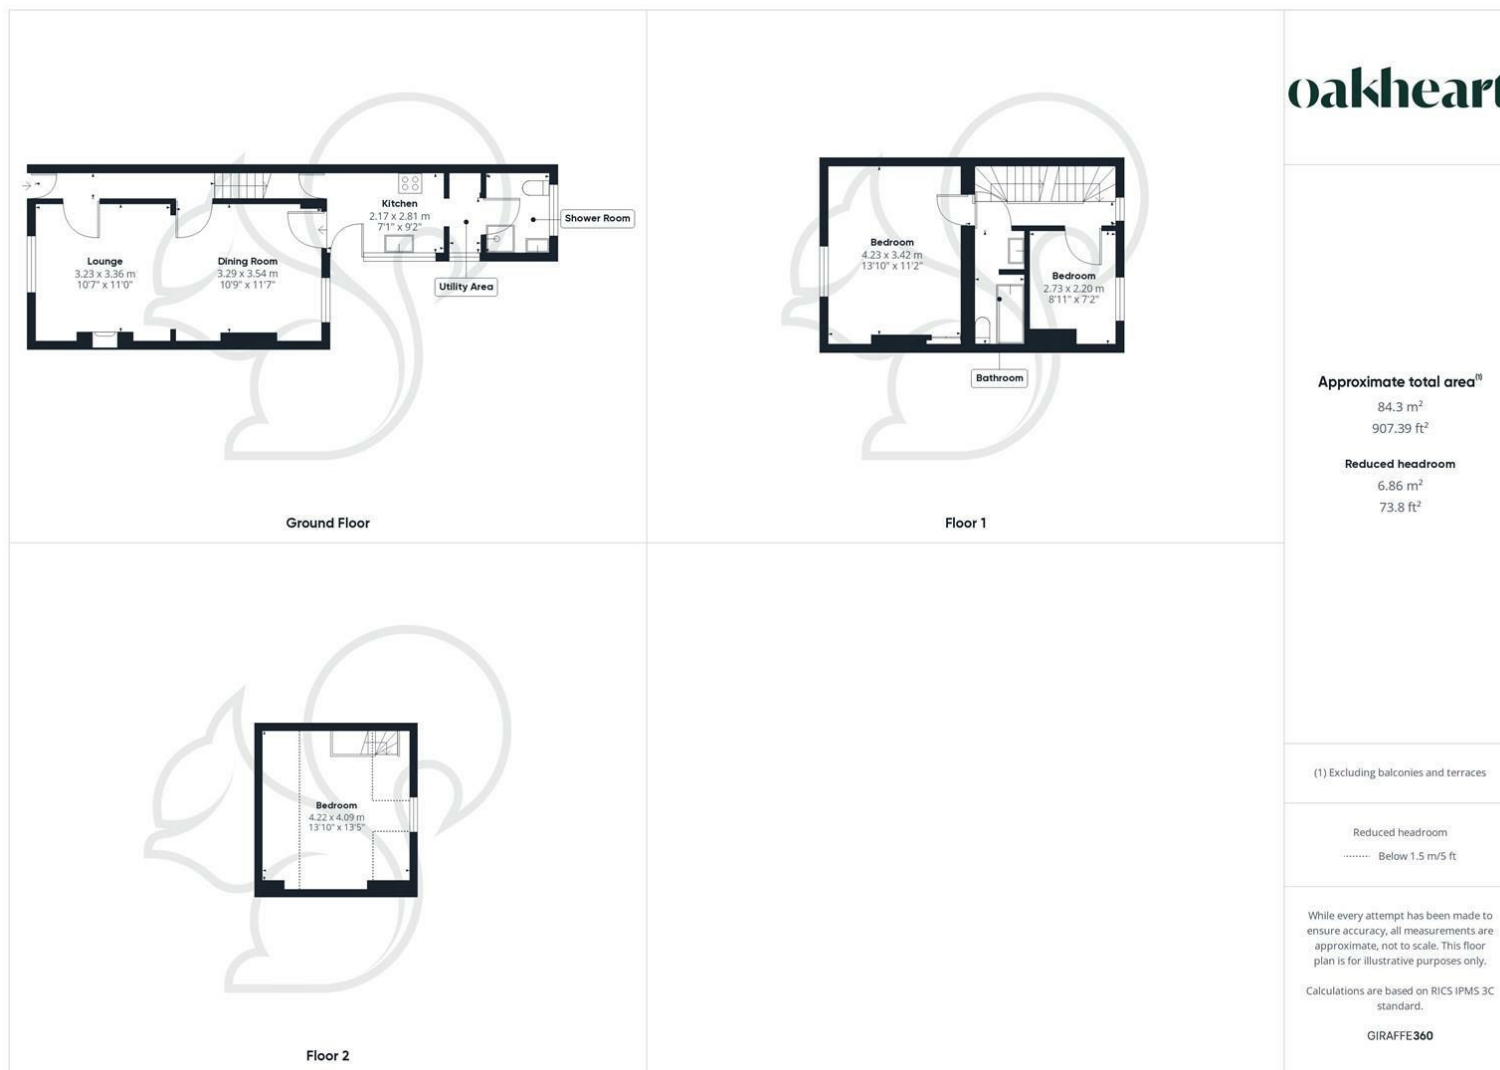 Lounge
3.23 x 3.36 m
10'7" x 11'0"
Dining Room
3.29 x 3.54 m
10'9" x 11'7"
Kitchen
2.17 x 2.81 m
7'1" x 9'2"
Utility Area
Shower Room
Ground Floor
Bedroom
4.23 x 3.42 m
13'10" x 11'2"
Bedroom
2.73 x 2.20 m
8'11" x 7'2"
Bathroom
Floor 1
Bedroom
4.22 x 4.09 m
13'10" x 13'5"
Floor 2
oakheart
Approximate total area(1)
84.3 m²
907.39 ft²
Reduced headroom
6.86 m²
73.8 ft²
(1) Excluding balconies and terraces
Reduced headroom
Below 1.5 m/5 ft
While every attempt has been made to
ensure accuracy, all measurements are
approximate, not to scale. This floor
plan is for illustrative purposes only.
Calculations are based on RICS IPMS 3C
standard.
GIRAFFE360